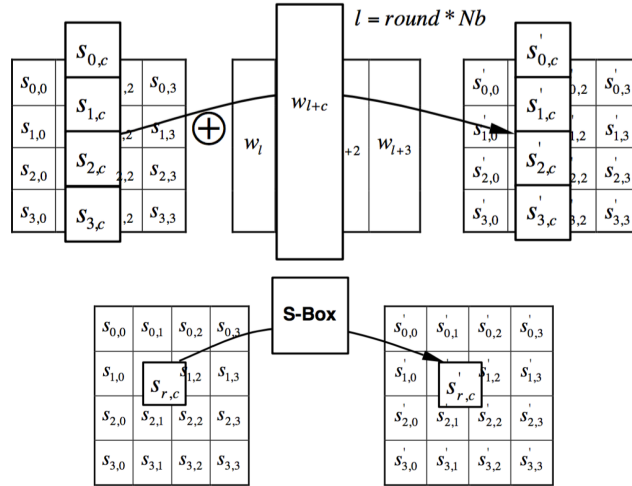 l = round * Nb
s0,c s'0,c
s0,0 ,2 s0,3 s'0,0 ,2 s'0,3
s1,c wl+c s'1,c
s1,0 ,2 s1,3 ⊕ wl +2 wl+3 s'1,0 1,2 s'1,3
s2,c s'2,c
s2,0 2,2 s2,3 s'2,0 2,2 s'2,3
s3,c s'3,c
s3,0 ,2 s3,3 s'3,0 3,2 s'3,3
S-Box
s0,0 s0,1 s0,2 s0,3 s'0,0 s'0,1 s'0,2 s'0,3
s1,0 s1,2 s1,3 s'1,0 s'1,2 s'1,3
sr,c s'r,c
s2,0 s2,1 s2,2 s2,3 s'2,0 s'2,1 s'2,2 s'2,3
s3,0 s3,1 s3,2 s3,3 s'3,0 s'3,1 s'3,2 s'3,3